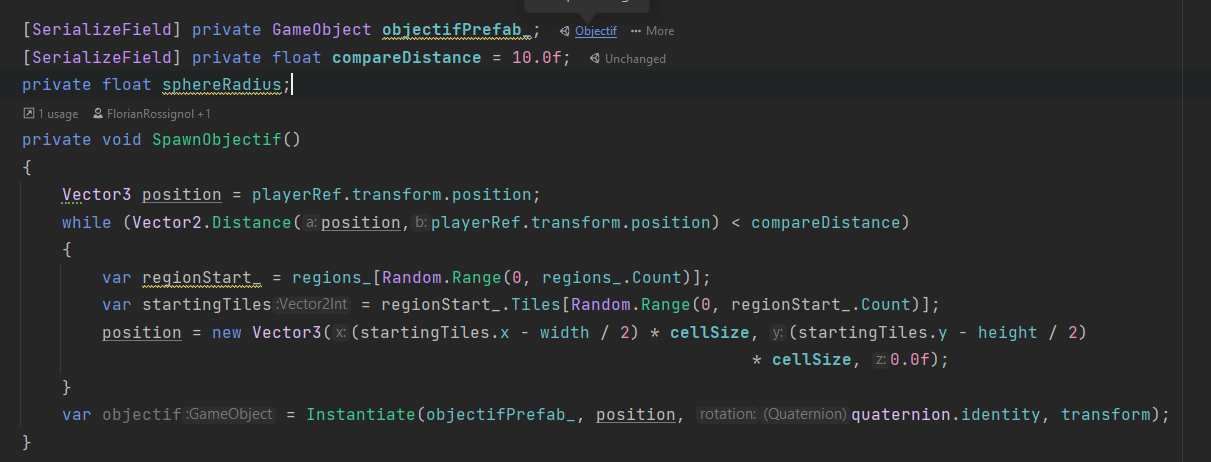 [SerializeField] private GameObject objectifPrefab_; Objectif ··· More
[SerializeField] private float compareDistance = 10.0f; Unchanged
private float sphereRadius;
1 usage FlorianRossignol +1
private void SpawnObjectif()
{
Vector3 position = playerRef.transform.position;
while (Vector2.Distance(a:position,b:playerRef.transform.position) < compareDistance)
{
var regionStart_ = regions_[Random.Range(0, regions_.Count)];
var startingTiles:Vector2Int = regionStart_.Tiles[Random.Range(0, regionStart_.Count)];
position = new Vector3(x:(startingTiles.x - width / 2) * cellSize, y:(startingTiles.y - height / 2)
* cellSize, z:0.0f);
}
var objectif:GameObject = Instantiate(objectifPrefab_, position, rotation:(Quaternion)quaternion.identity, transform);
}